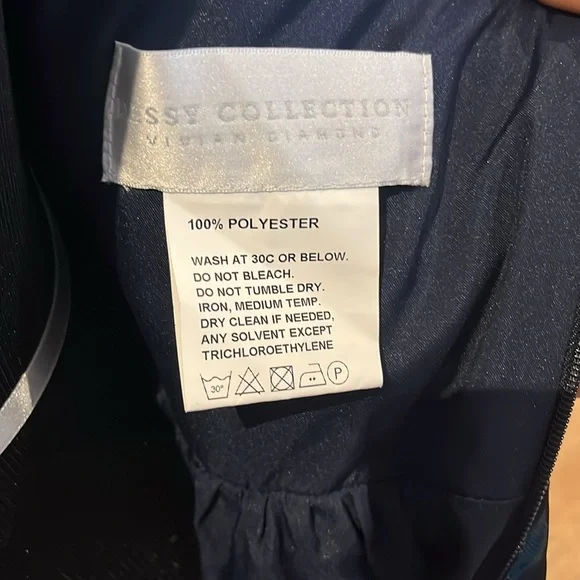 COLLECTION
VIVIAN DIAMOND
100% POLYESTER
WASH AT 30C OR BELOW.
DO NOT BLEACH.
DO NOT TUMBLE DRY.
IRON, MEDIUM TEMP.
DRY CLEAN IF NEEDED,
ANY SOLVENT EXCEPT
TRICHLOROETHYLENE
30° P